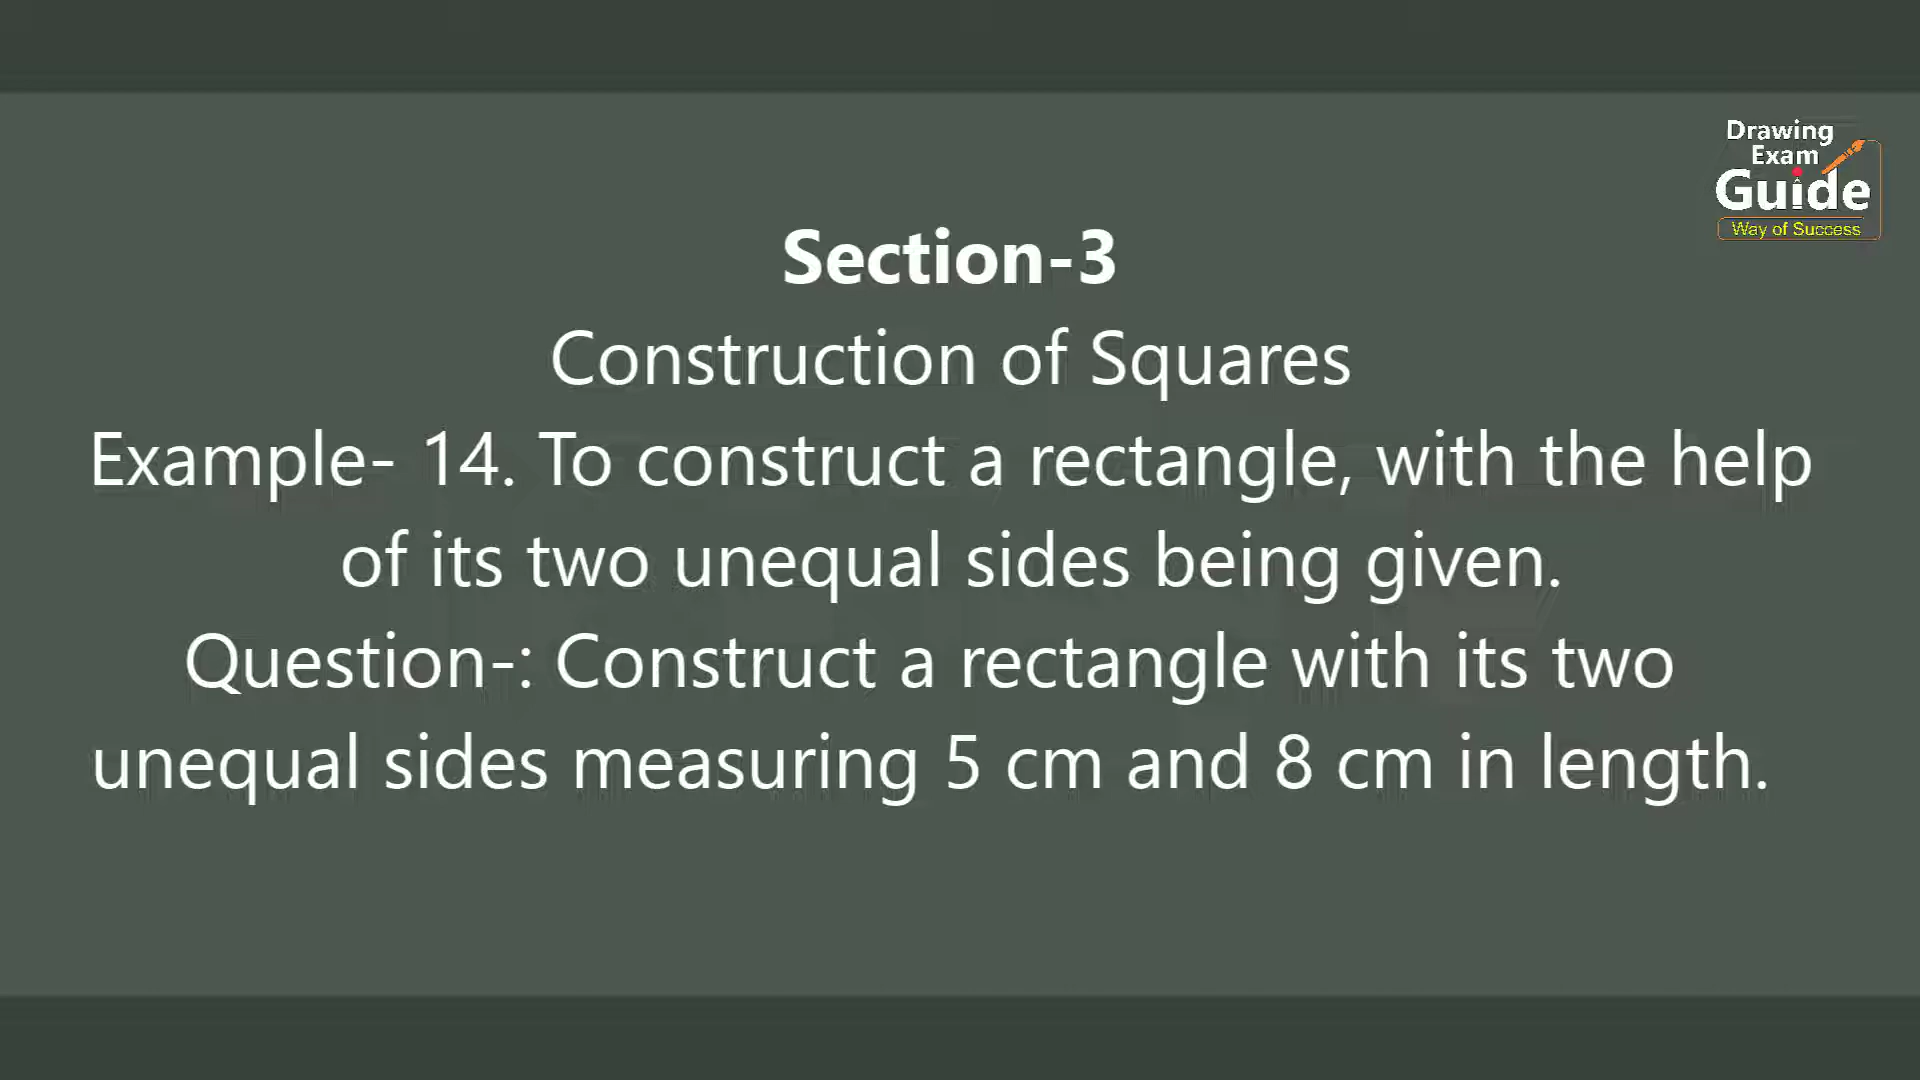 Drawing
Exam
Guide
Way of Success
Section-3
Construction of Squares
Example- 14. To construct a rectangle, with the help
of its two unequal sides being given.
Question-: Construct a rectangle with its two
unequal sides measuring 5 cm and 8 cm in length.